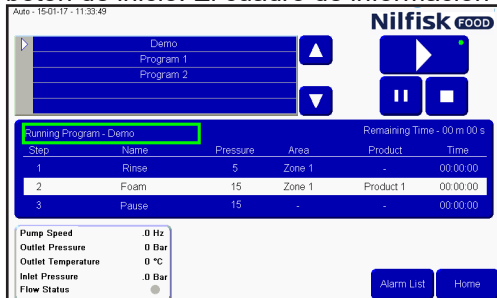 botón de inicio. El cuadro de información
Auto - 15-01-17 - 11:33:49
Nilfisk FOOD
Demo
Program 1
Program 2
Running Program - Demo
Remaining Time - 00 m 00 s
Step Name Pressure Area Product Time
1 Rinse 5 Zone 1 - 00:00:00
2 Foam 15 Zone 1 Product 1 00:00:00
3 Pause 15 - - 00:00:00
Pump Speed .0 Hz
Outlet Pressure 0 Bar
Outlet Temperature 0 °C
Inlet Pressure .0 Bar
Flow Status
Alarm List
Home